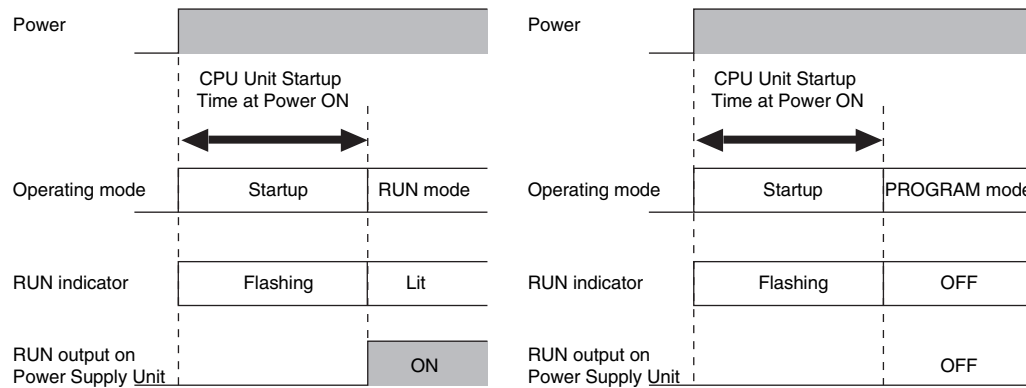 Power
CPU Unit Startup
Time at Power ON
Operating mode
Startup
RUN mode
RUN indicator
Flashing
Lit
RUN output on
Power Supply Unit
ON
Power
CPU Unit Startup
Time at Power ON
Operating mode
Startup
PROGRAM mode
RUN indicator
Flashing
OFF
RUN output on
Power Supply Unit
OFF